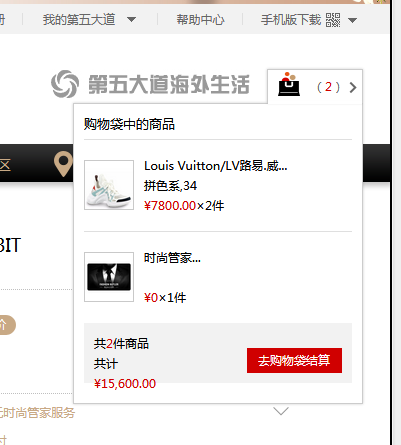 册 我的第五大道 帮助中心 手机版下载
第五大道海外生活
( 2 )
购物袋中的商品
Louis Vuitton/LV路易.威...
拼色系,34
¥7800.00×2件
区
BIT
时尚管家...
¥0×1件
价
共2件商品
共计
¥15,600.00
去购物袋结算
元时尚管家服务
付